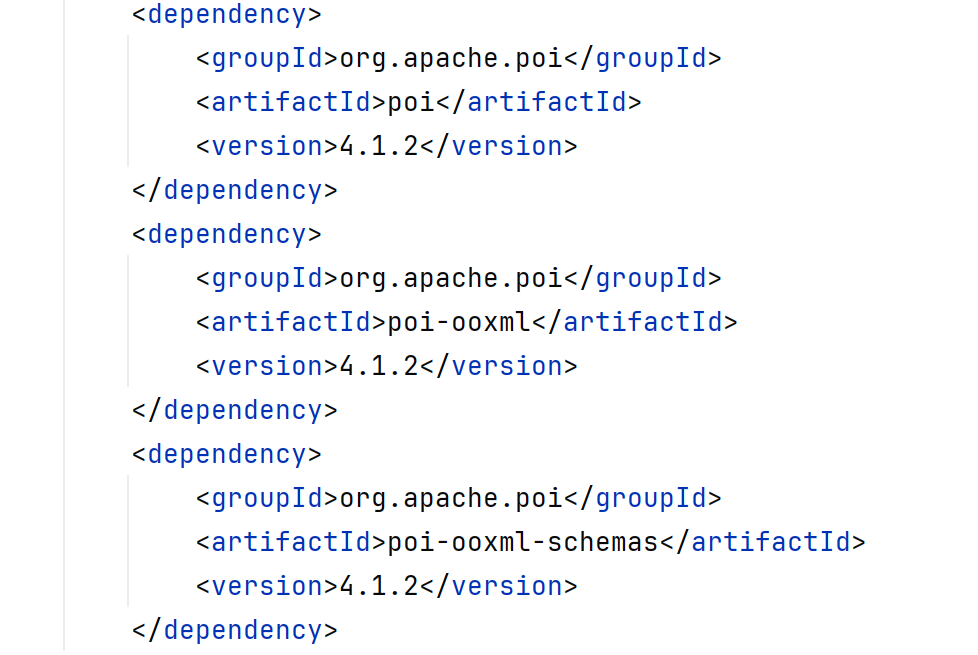 <dependency>
    <groupId>org.apache.poi</groupId>
    <artifactId>poi</artifactId>
    <version>4.1.2</version>
</dependency>
<dependency>
    <groupId>org.apache.poi</groupId>
    <artifactId>poi-ooxml</artifactId>
    <version>4.1.2</version>
</dependency>
<dependency>
    <groupId>org.apache.poi</groupId>
    <artifactId>poi-ooxml-schemas</artifactId>
    <version>4.1.2</version>
</dependency>